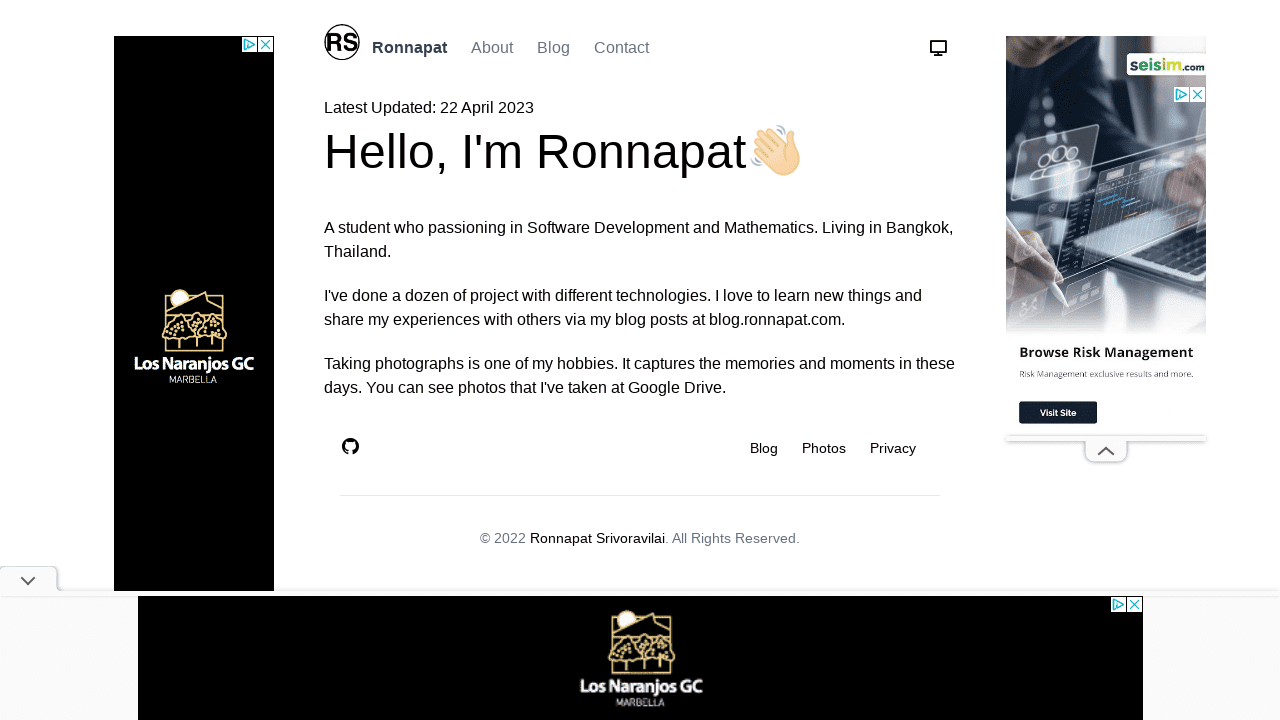 RS
Ronnapat
About
Blog
Contact
Latest Updated: 22 April 2023
Hello, I'm Ronnapat
A student who passioning in Software Development and Mathematics. Living in Bangkok,
Thailand.
I've done a dozen of project with different technologies. I love to learn new things and
share my experiences with others via my blog posts at blog.ronnapat.com.
Taking photographs is one of my hobbies. It captures the memories and moments in these
days. You can see photos that I've taken at Google Drive.
Blog
Photos
Privacy
© 2022 Ronnapat Srivoravilai. All Rights Reserved.
Los Naranjos GC
MARBELLA
seisim.com
Browse Risk Management
Risk Management exclusive results and more.
Visit Site
Los Naranjos GC
MARBELLA